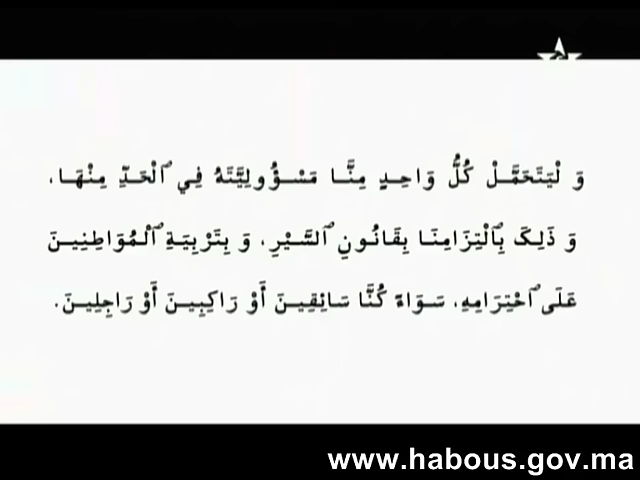 وَ لْيَتَحَمَّلْ كُلُّ وَاحِدٍ مِنَّا مَسْؤُولِيَّتَهُ فِي ٱلْحَدِّ مِنْهَا،
وَ ذَلِكَ بِٱلْتِزَامِنَا بِقَانُونِ ٱلسَّيْرِ، وَ بِتَرْبِيَةِ ٱلْمُوَاطِنِينَ
عَلَى ٱحْتِرَامِهِ، سَوَاءً كُنَّا سَائِقِينَ أَوْ رَاكِبِينَ أَوْ رَاجِلِينَ.
www.habous.gov.ma